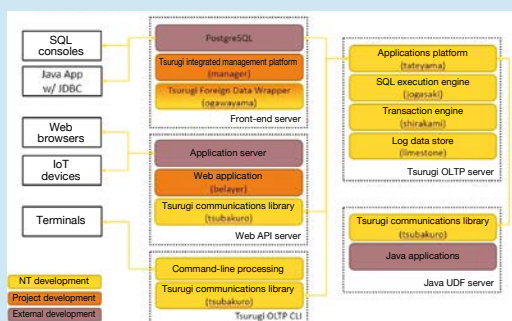 SQL
consoles
Java App
w/ JDBC
Web
browsers
IoT
devices
Terminals
NT development
Project development
External development
PostgreSQL
Tsurugi integrated management platform
(manager)
Tsurugi Foreign Data Wrapper
(ogawayama)
Front-end server
Application server
Web application
(belayer)
Tsurugi communications library
(tsubakuro)
Web API server
Command-line processing
Tsurugi communications library
(tsubakuro)
Tsurugi OLTP CLI
Applications platform
(tateyama)
SQL execution engine
(jogasaki)
Transaction engine
(shirakami)
Log data store
(limestone)
Tsurugi OLTP server
Tsurugi communications library
(tsubakuro)
Java applications
Java UDF server